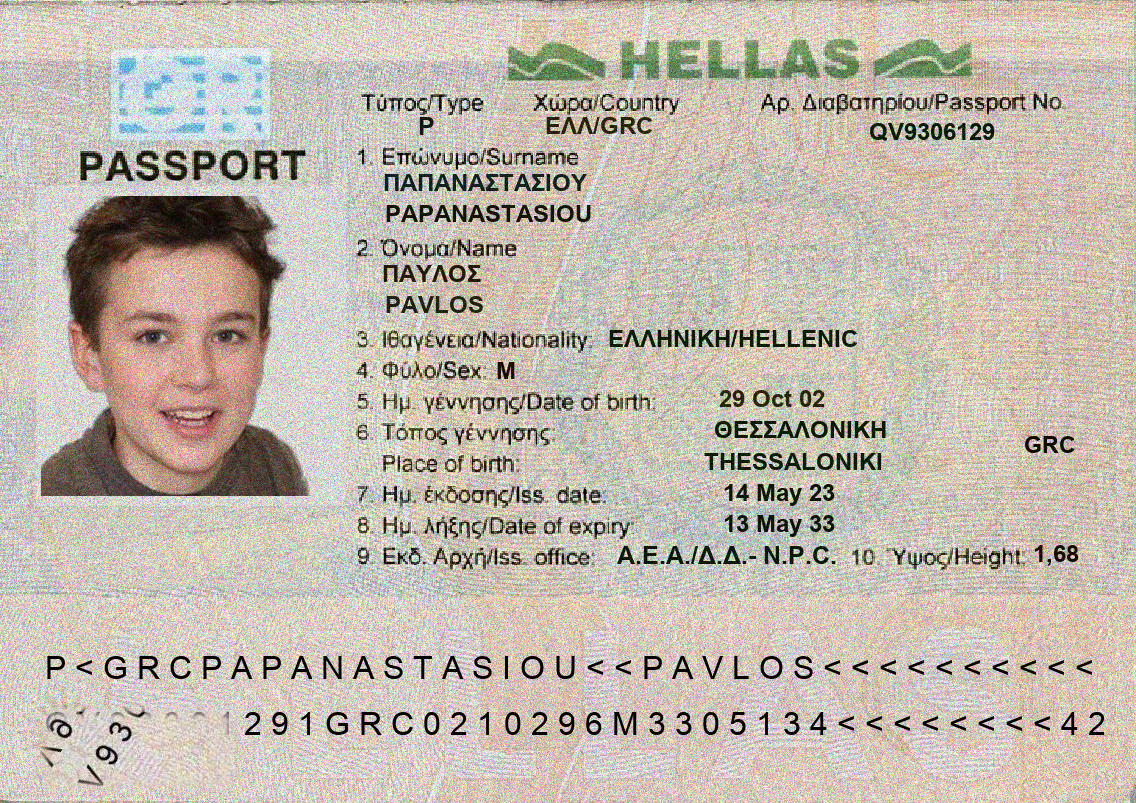 HELLAS
PASSPORT
Τύπος/Type Χώρα/Country Αρ. Διαβατηρίου/Passport No
P ΕΛΛ/GRC QV9306129
1. Επώνυμο/Surname
ΠΑΠΑΝΑΣΤΑΣΙΟΥ
PAPANASTASIOU
2. Όνομα/Name
ΠΑΥΛΟΣ
PAVLOS
3. Ιθαγένεια/Nationality: ΕΛΛΗΝΙΚΗ/HELLENIC
4. Φύλο/Sex: M
5. Ημ. γέννησης/Date of birth: 29 Oct 02
6. Τόπος γέννησης: ΘΕΣΣΑΛΟΝΙΚΗ
Place of birth: THESSALONIKI GRC
7. Ημ. έκδοσης/Iss. date: 14 May 23
8. Ημ. λήξης/Date of expiry: 13 May 33
9. Εκδ. Αρχή/Iss. office: Α.Ε.Α./Δ.Δ.- N.P.C. 10. Ύψος/Height: 1,68
P<GRCPAPANASTASIOU<<PAVLOS<<<<<<<<<<
291GRC0210296M3305134<<<<<<<<42
V93